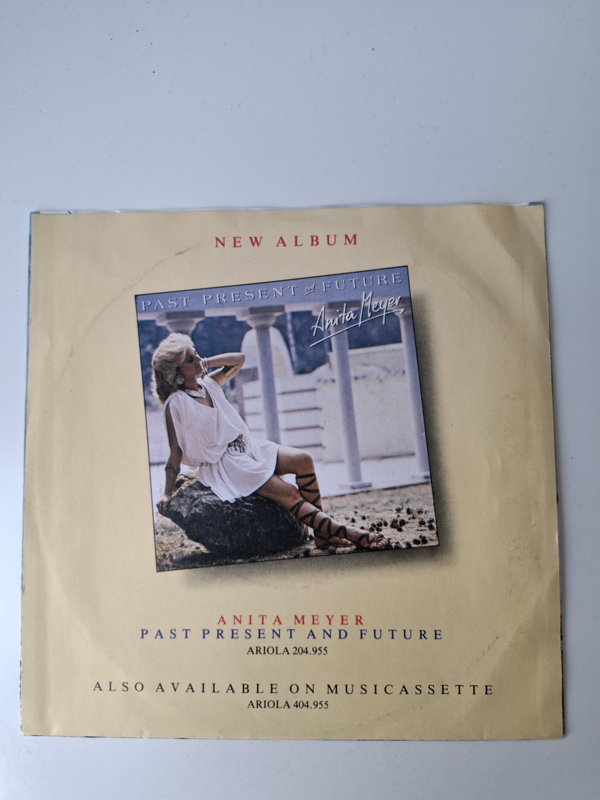 NEW ALBUM
PAST PRESENT and FUTURE
Anita Meyer
ANITA MEYER
PAST PRESENT AND FUTURE
ARIOLA 204.955
ALSO AVAILABLE ON MUSICASSETTE
ARIOLA 404.955